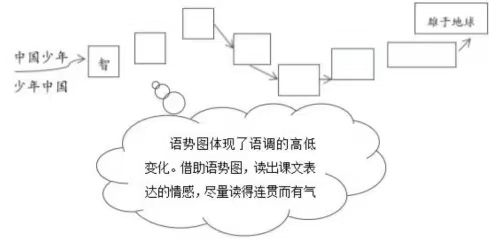 雄于地球
中国少年
智
少年中国
语势图体现了语调的高低
变化。借助语势图，读出课文表
达的情感，尽量读得连贯而有气